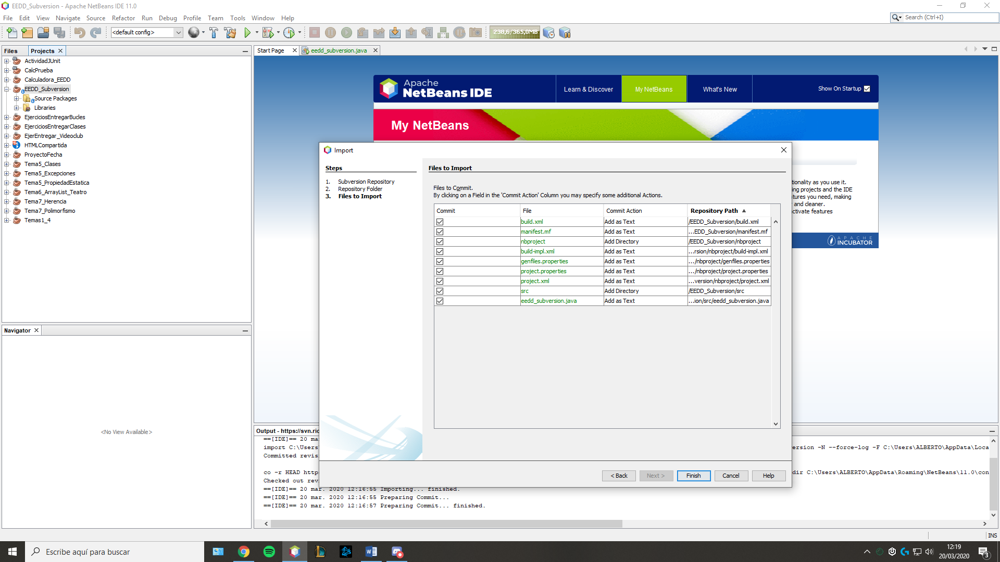 EEDD_Subversion - Apache NetBeans IDE 11.0
File Edit View Navigate Source Refactor Run Debug Profile Team Tools Window Help
Search (Ctrl+I)
<default config>
238,6/365,0MB
Files Projects
ActividadJUnit
CalcPrueba
Calculadora_EEDD
EEDD_Subversion
Source Packages
Libraries
EjerciciosEntregarBucles
EjerciciosEntregarClases
EjerEntregar_Videoclub
HTMLCompartida
ProyectoFecha
Tema5_Clases
Tema5_Excepciones
Tema5_PropiedadEstatica
Tema6_ArrayList_Teatro
Tema7_Herencia
Tema7_Polimorfismo
Temas1_4
Navigator
<No View Available>
Start Page eedd_subversion.java
Apache
NetBeans IDE
Learn & Discover My NetBeans What's New Show On Startup
My NetBeans
tionality as you use it.
ing projects and the IDE
tures you need, making
and cleaner.
ctivate features
APACHE
INCUBATOR
Import
Steps
1. Subversion Repository
2. Repository Folder
3. Files to Import
Files to Import
Files to Commit.
By clicking on a Field in the 'Commit Action' Column you may specify some additional Actions.
Commit File Commit Action Repository Path
build.xml Add as Text /EEDD_Subversion/build.xml
manifest.mf Add as Text ...EDD_Subversion/manifest.mf
nbproject Add Directory /EEDD_Subversion/nbproject
build-impl.xml Add as Text ...rsion/nbproject/build-impl.xml
genfiles.properties Add as Text .../nbproject/genfiles.properties
project.properties Add as Text .../nbproject/project.properties
project.xml Add as Text ...version/nbproject/project.xml
src Add Directory /EEDD_Subversion/src
eedd_subversion.java Add as Text ...ion/src/eedd_subversion.java
< Back Next > Finish Cancel Help
Output - https://svn.ric
==[IDE]== 20 ma
import C:\Users ersion -N --force-log -F C:\Users\ALBERTO\AppData\Loca
Committed revis
co -r HEAD http dir C:\Users\ALBERTO\AppData\Roaming\NetBeans\11.0\con
Checked out rev
==[IDE]== 20 mar. 2020 12:16:55 Importing... finished.
==[IDE]== 20 mar. 2020 12:16:55 Preparing Commit...
==[IDE]== 20 mar. 2020 12:16:57 Preparing Commit... finished.
INS
Escribe aquí para buscar
12:19
20/03/2020
3